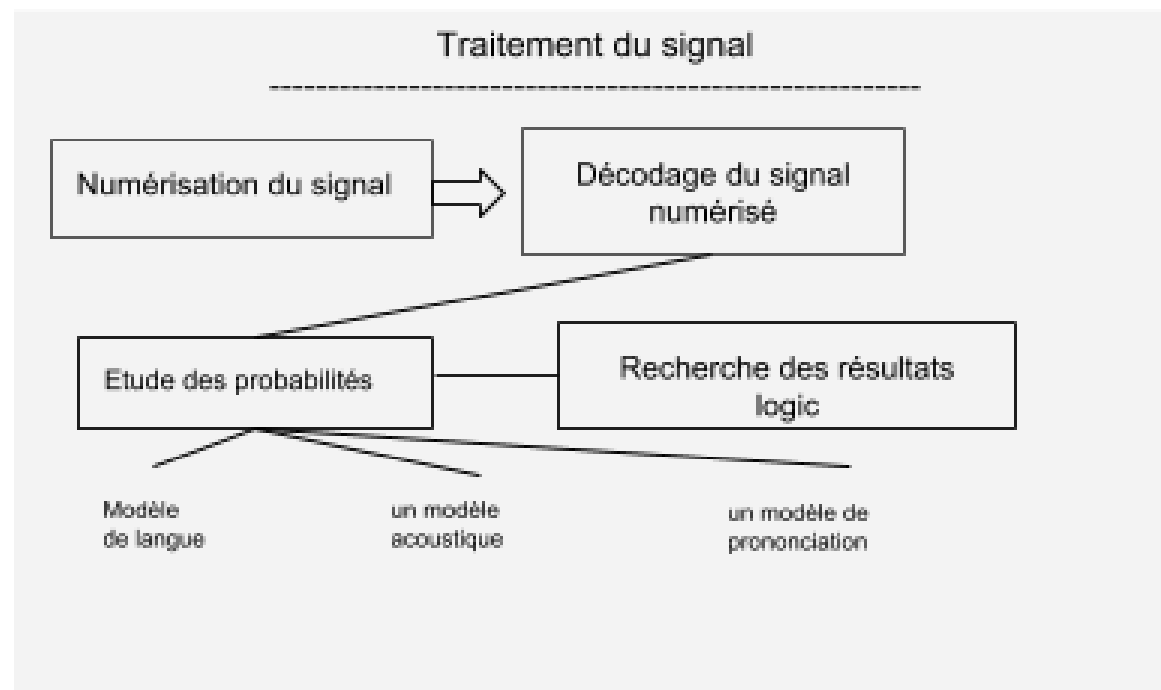 Traitement du signal
--------------------------------------------------------
Numérisation du signal
Décodage du signal
numérisé
Etude des probabilités
Recherche des résultats
logic
Modèle
de langue
un modèle
acoustique
un modèle de
prononciation